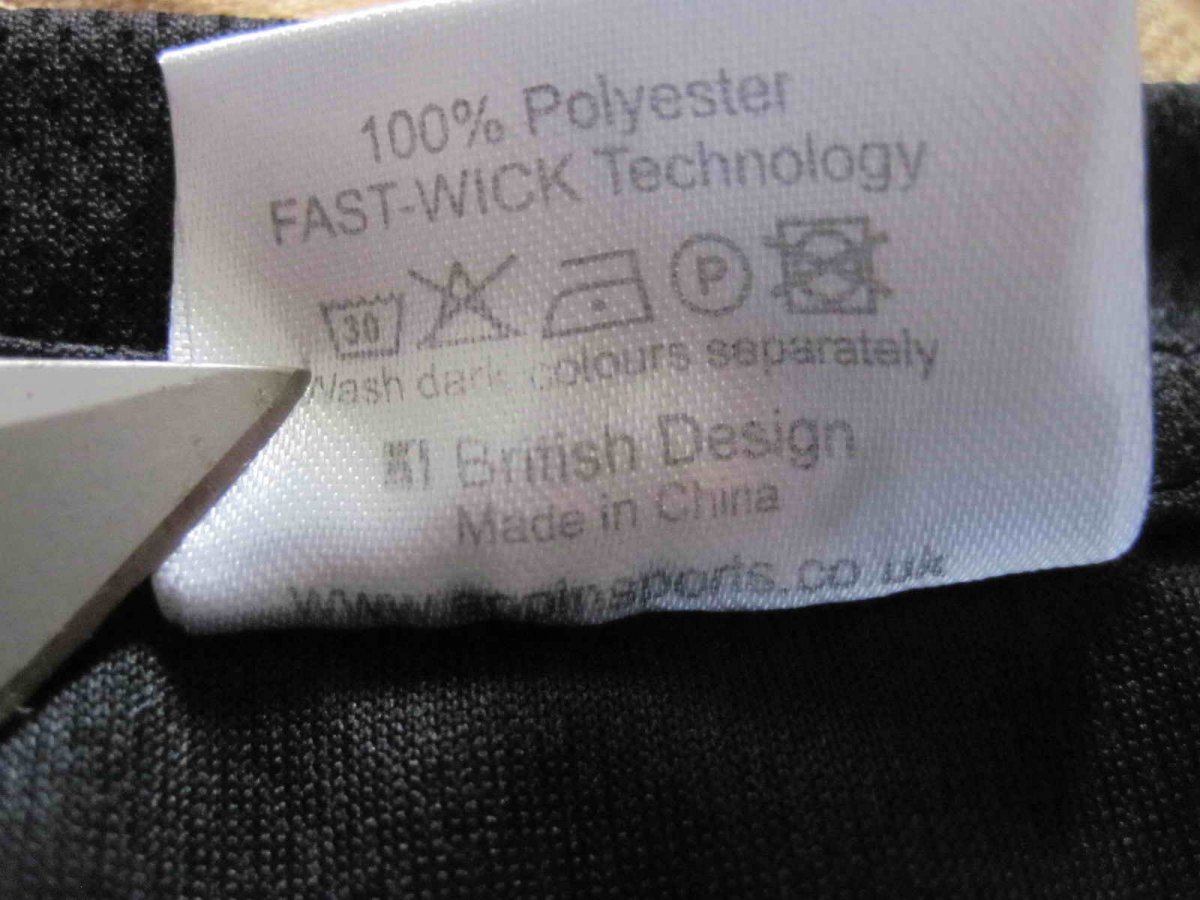 100% Polyester
FAST-WICK Technology
30 P
Wash dark colours separately
British Design
Made in China